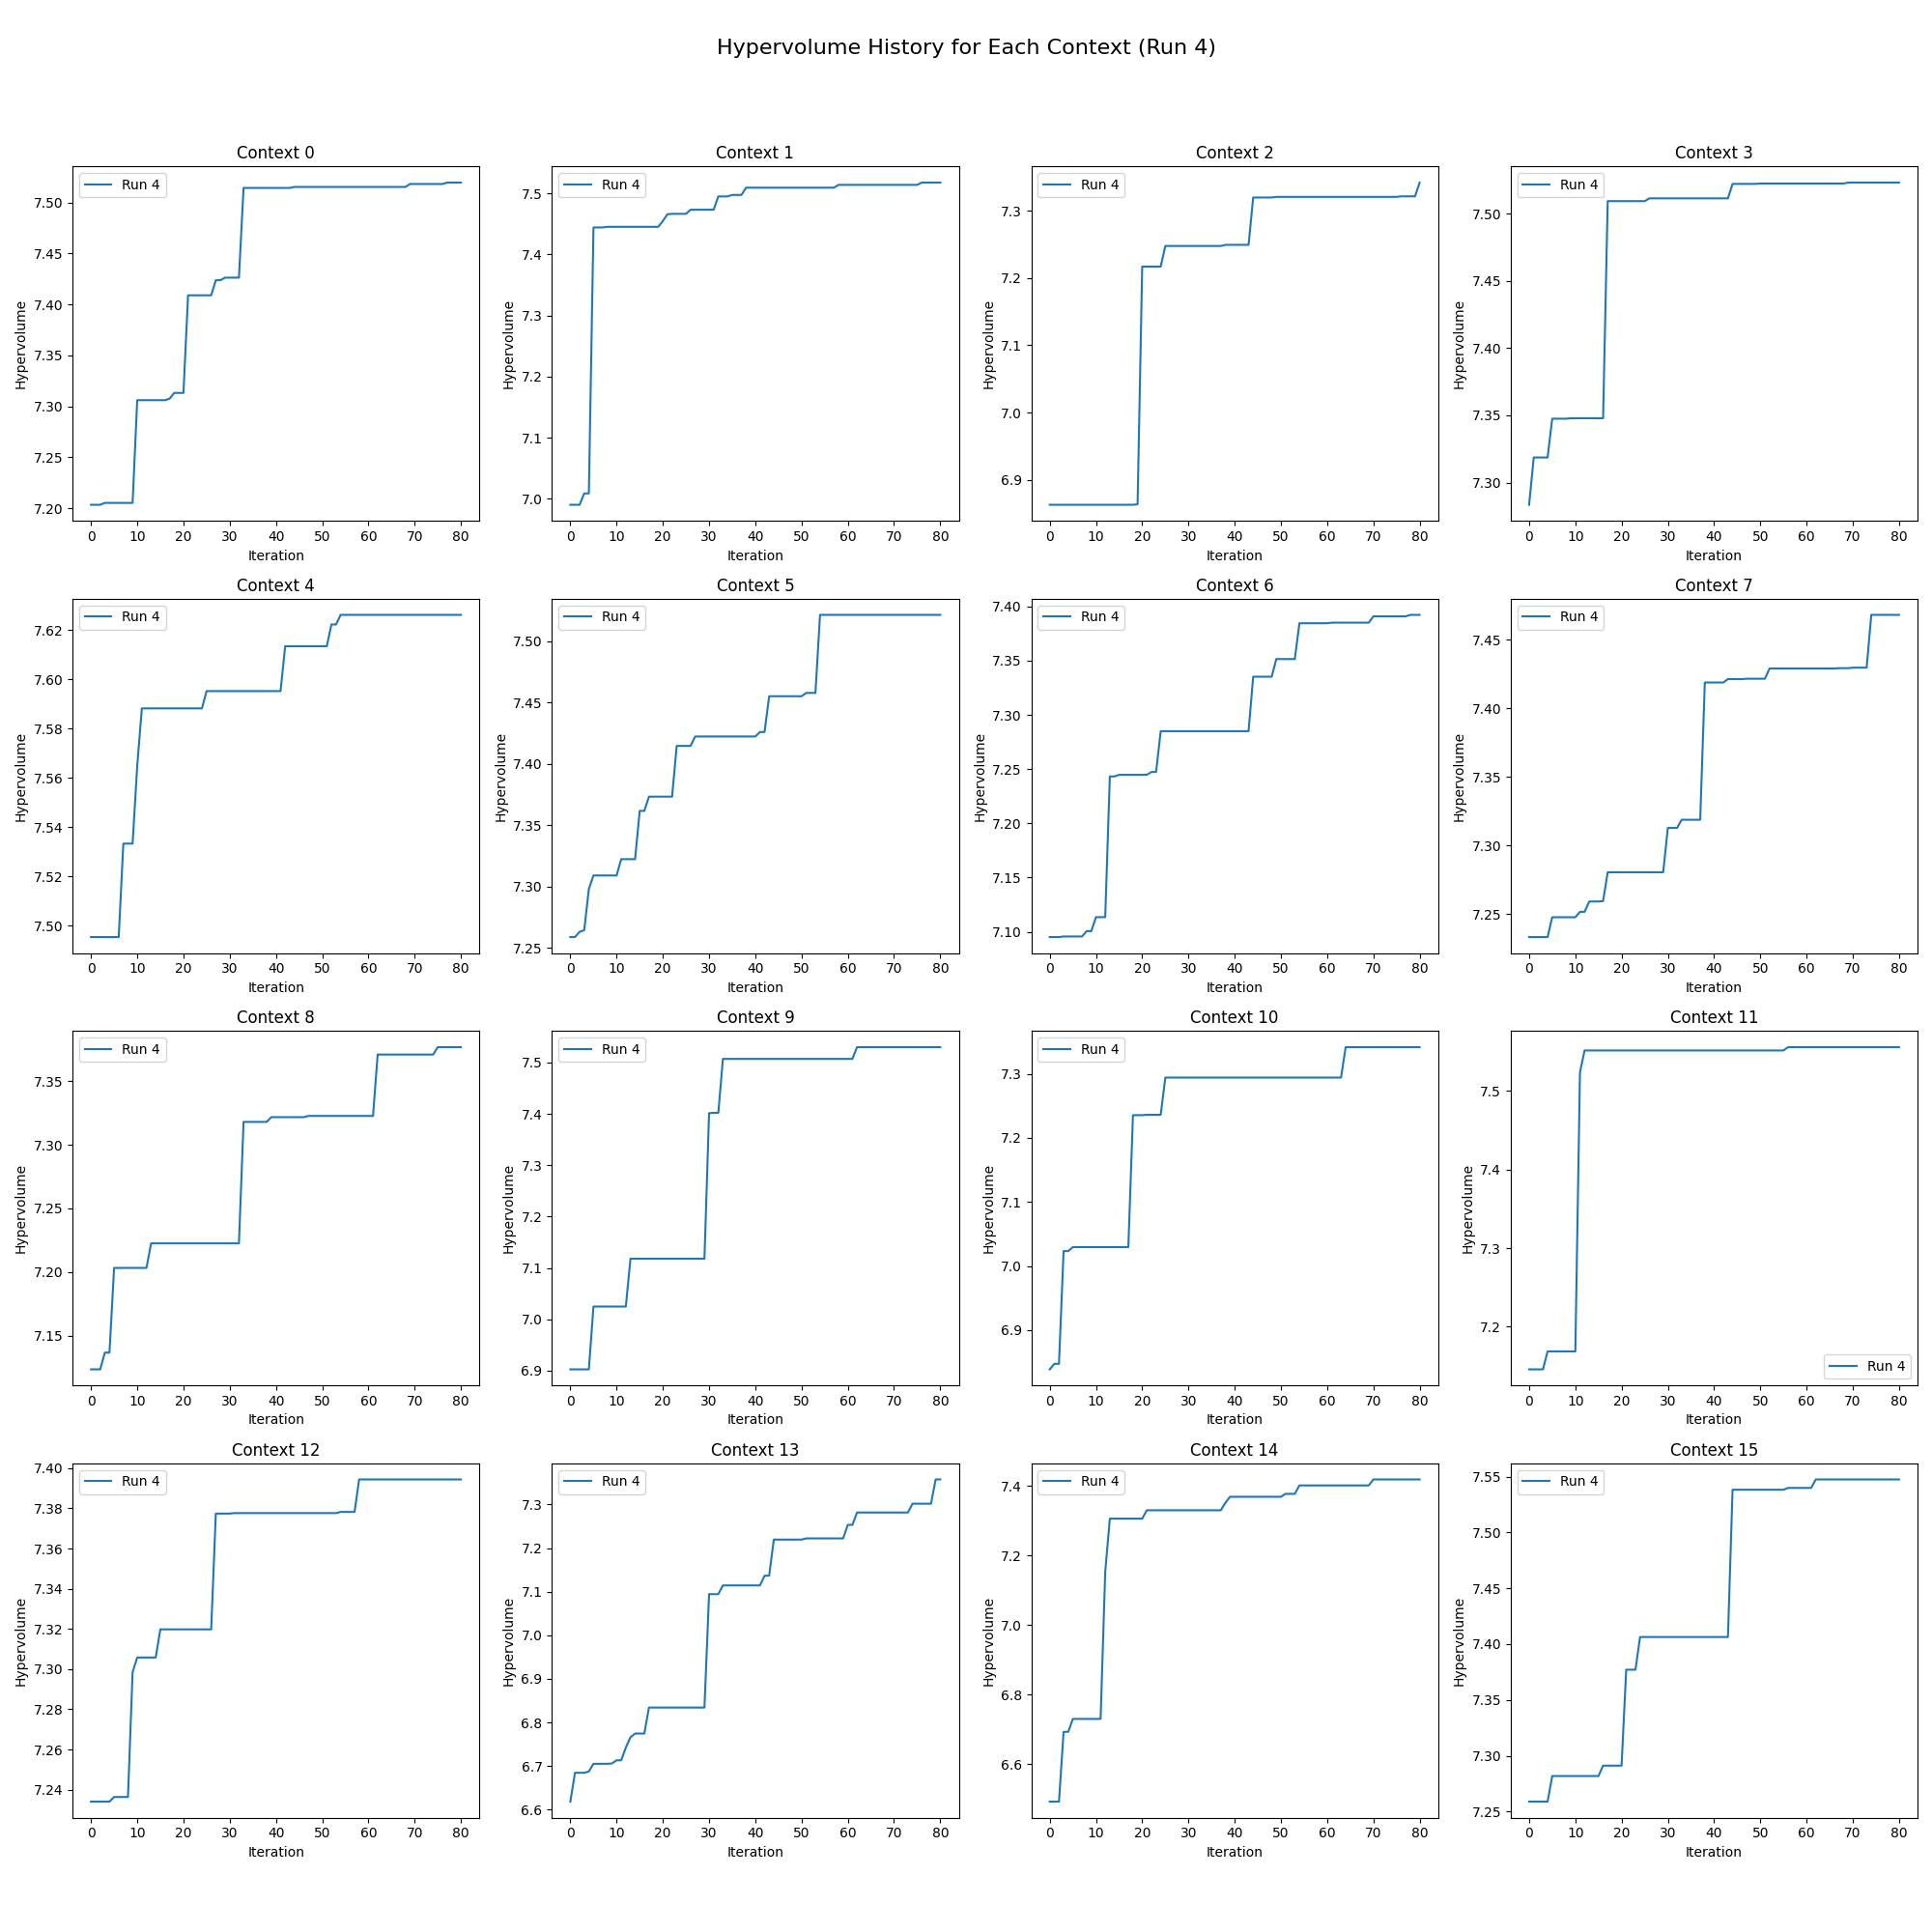 Hypervolume History for Each Context (Run 4)
Context 0
Run 4
7.50
7.45
7.40
7.35
7.30
7.25
7.20
Hypervolume
0 10 20 30 40 50 60 70 80
Iteration
Context 1
Run 4
7.5
7.4
7.3
7.2
7.1
7.0
Hypervolume
0 10 20 30 40 50 60 70 80
Iteration
Context 2
Run 4
7.3
7.2
7.1
7.0
6.9
Hypervolume
0 10 20 30 40 50 60 70 80
Iteration
Context 3
Run 4
7.50
7.45
7.40
7.35
7.30
Hypervolume
0 10 20 30 40 50 60 70 80
Iteration
Context 4
Run 4
7.62
7.60
7.58
7.56
7.54
7.52
7.50
Hypervolume
0 10 20 30 40 50 60 70 80
Iteration
Context 5
Run 4
7.50
7.45
7.40
7.35
7.30
7.25
Hypervolume
0 10 20 30 40 50 60 70 80
Iteration
Context 6
Run 4
7.40
7.35
7.30
7.25
7.20
7.15
7.10
Hypervolume
0 10 20 30 40 50 60 70 80
Iteration
Context 7
Run 4
7.45
7.40
7.35
7.30
7.25
Hypervolume
0 10 20 30 40 50 60 70 80
Iteration
Context 8
Run 4
7.35
7.30
7.25
7.20
7.15
Hypervolume
0 10 20 30 40 50 60 70 80
Iteration
Context 9
Run 4
7.5
7.4
7.3
7.2
7.1
7.0
6.9
Hypervolume
0 10 20 30 40 50 60 70 80
Iteration
Context 10
Run 4
7.3
7.2
7.1
7.0
6.9
Hypervolume
0 10 20 30 40 50 60 70 80
Iteration
Context 11
Run 4
7.5
7.4
7.3
7.2
Hypervolume
0 10 20 30 40 50 60 70 80
Iteration
Context 12
Run 4
7.40
7.38
7.36
7.34
7.32
7.30
7.28
7.26
7.24
Hypervolume
0 10 20 30 40 50 60 70 80
Iteration
Context 13
Run 4
7.3
7.2
7.1
7.0
6.9
6.8
6.7
6.6
Hypervolume
0 10 20 30 40 50 60 70 80
Iteration
Context 14
Run 4
7.4
7.2
7.0
6.8
6.6
Hypervolume
0 10 20 30 40 50 60 70 80
Iteration
Context 15
Run 4
7.55
7.50
7.45
7.40
7.35
7.30
7.25
Hypervolume
0 10 20 30 40 50 60 70 80
Iteration